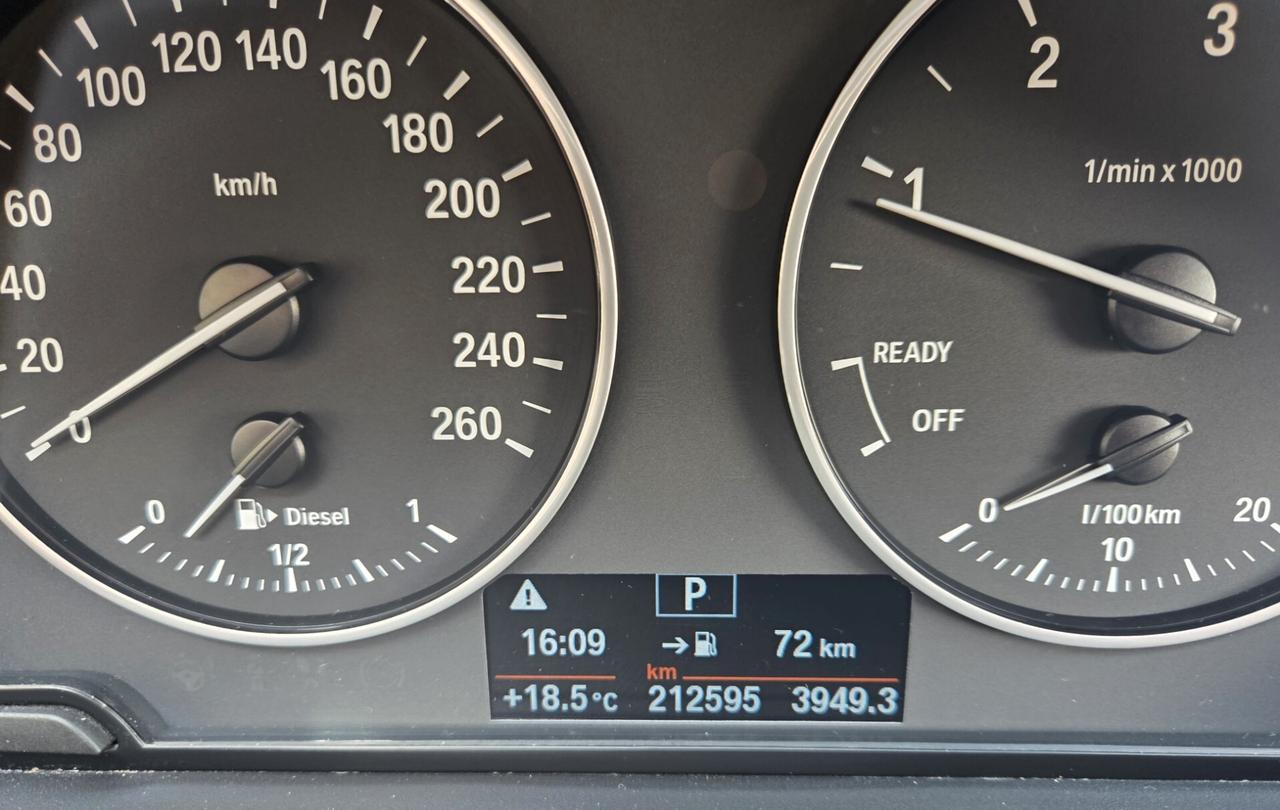 120 140
100 160
80 180
60 200
km/h
40 220
20 240
0 260
0 Diesel 1
1/2
2 3
1
1/min x 1000
READY
OFF
0 l/100km 20
10
P
16:09 72 km
km
+18.5°C 212595 3949.3